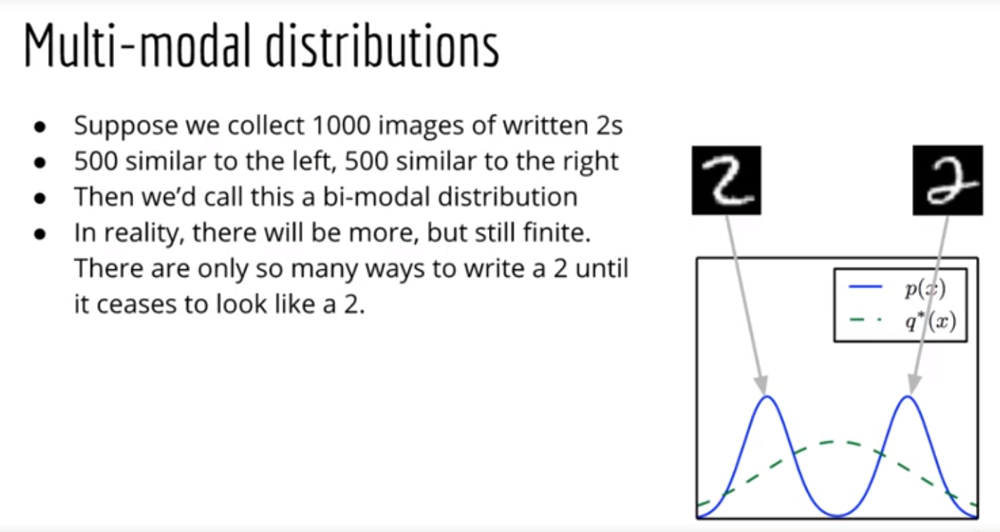 Multi-modal distributions
● Suppose we collect 1000 images of written 2s
● 500 similar to the left, 500 similar to the right
● Then we’d call this a bi-modal distribution
● In reality, there will be more, but still finite.
There are only so many ways to write a 2 until
it ceases to look like a 2.
2 2
p(x)
q*(x)